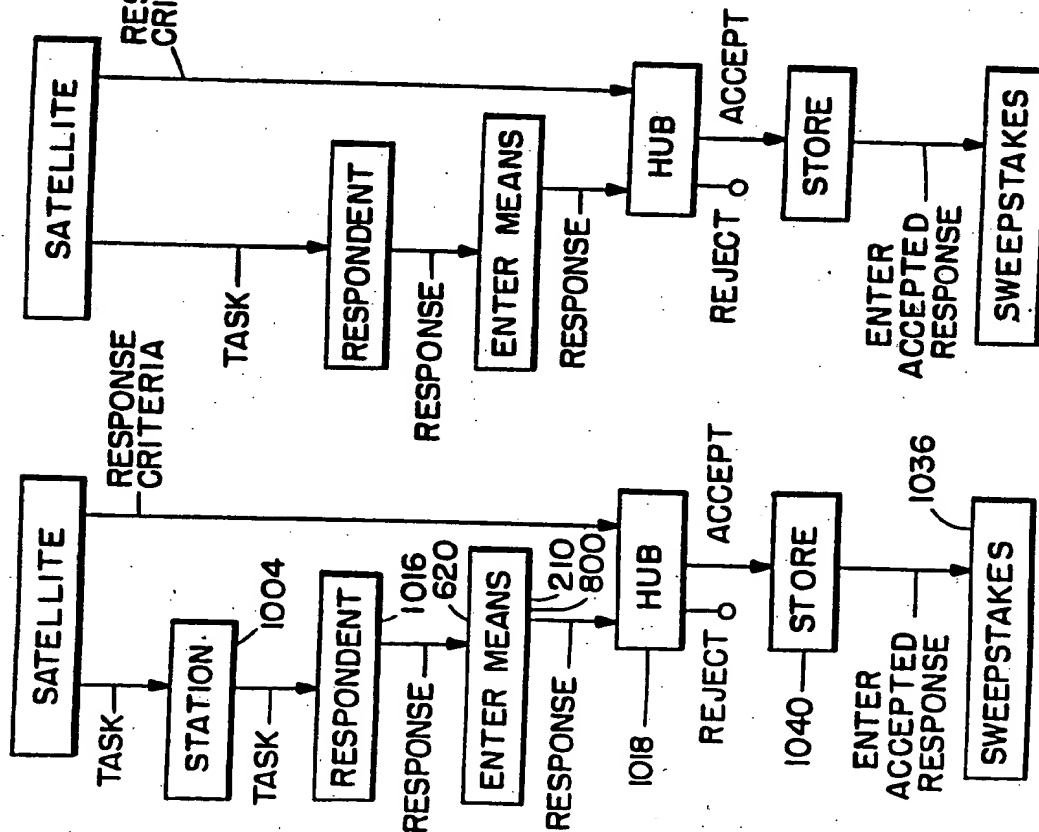 SATELLITE
RESPONSE
CRITERIA
TASK
STATION
1004
TASK
RESPONDENT
1016
RESPONSE
620
ENTER MEANS
210
800
RESPONSE
HUB
1018
ACCEPT
REJECT
STORE
1040
ENTER
ACCEPTED
RESPONSE
1036
SWEEPSTAKES
SATELLITE
RES
CRI
TASK
RESPONDENT
RESPONSE
ENTER MEANS
RESPONSE
HUB
ACCEPT
REJECT
STORE
ENTER
ACCEPTED
RESPONSE
SWEEPSTAKES